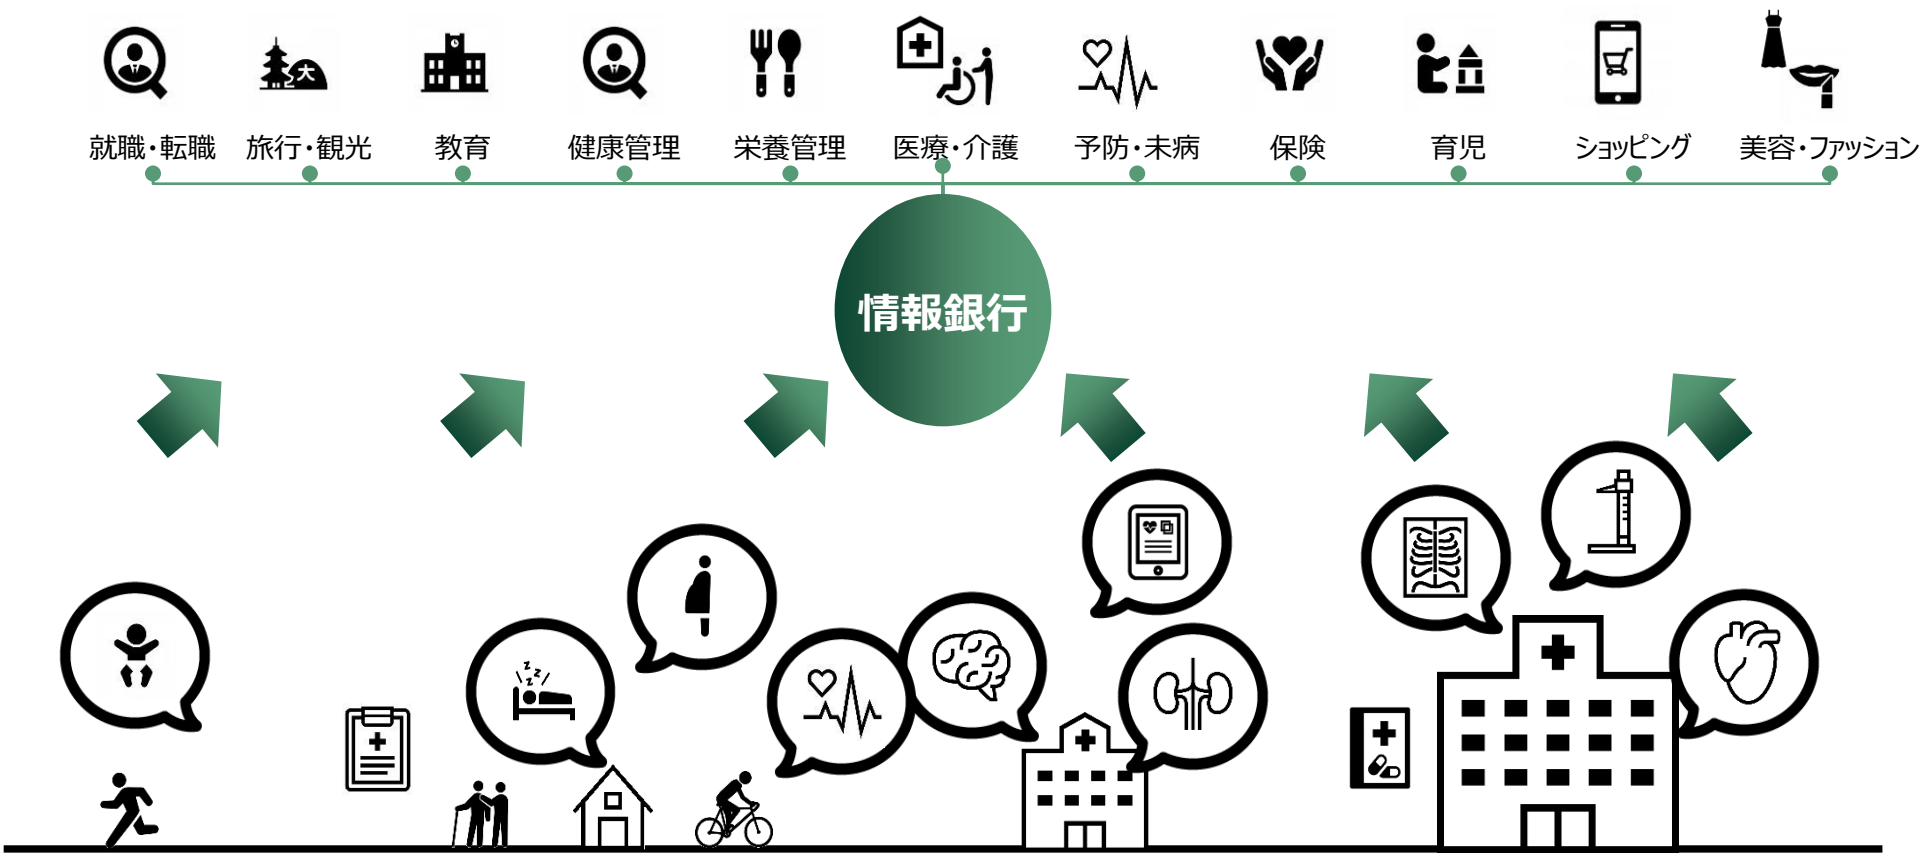 大
就職・転職
旅行・観光
教育
健康管理
栄養管理
医療・介護
予防・未病
保険
育児
ショッピング
美容・ファッション
情報銀行
z z z z